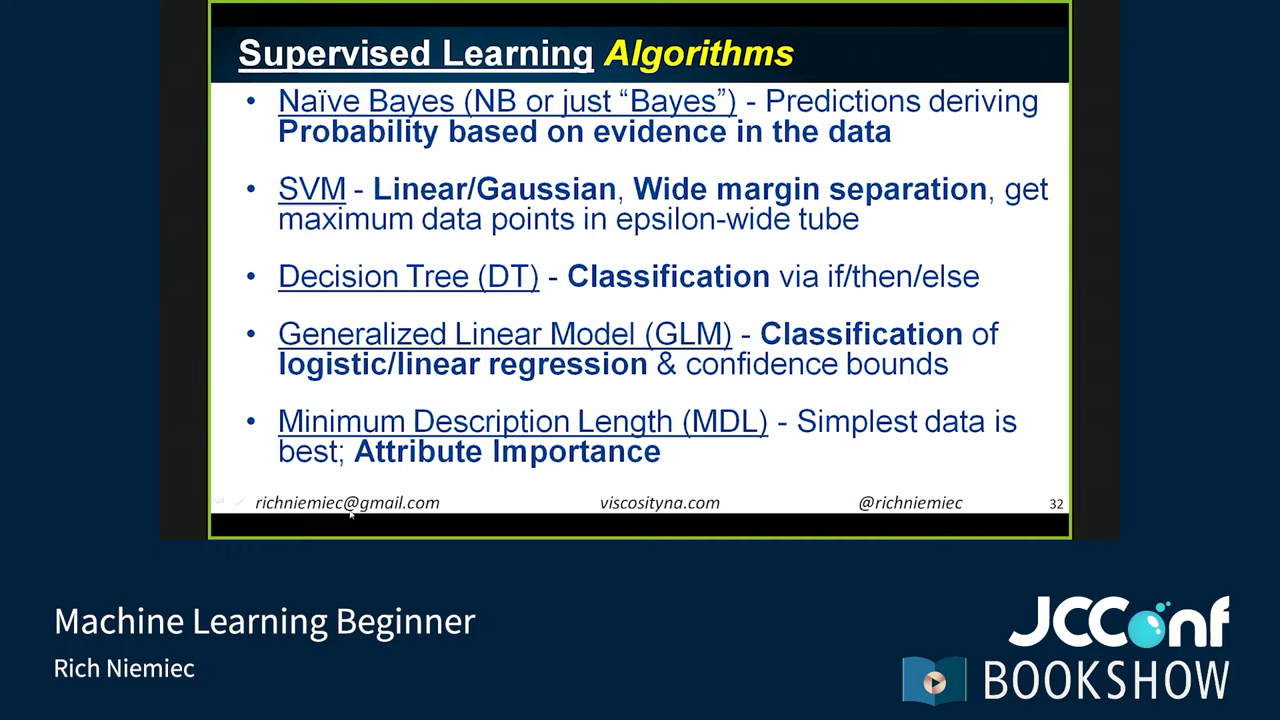 Supervised Learning Algorithms
• Naïve Bayes (NB or just “Bayes”) - Predictions deriving
Probability based on evidence in the data
• SVM - Linear/Gaussian, Wide margin separation, get
maximum data points in epsilon-wide tube
• Decision Tree (DT) - Classification via if/then/else
• Generalized Linear Model (GLM) - Classification of
logistic/linear regression & confidence bounds
• Minimum Description Length (MDL) - Simplest data is
best; Attribute Importance
richniemiec@gmail.com viscosityna.com @richniemiec 32
Machine Learning Beginner
Rich Niemiec
JCConf
BOOKSHOW